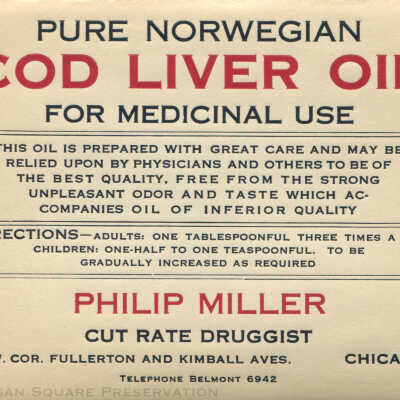 PURE NORWEGIAN
COD LIVER OIL
FOR MEDICINAL USE
THIS OIL IS PREPARED WITH GREAT CARE AND MAY BE
RELIED UPON BY PHYSICIANS AND OTHERS TO BE OF
THE BEST QUALITY, FREE FROM THE STRONG
UNPLEASANT ODOR AND TASTE WHICH AC-
COMPANIES OIL OF INFERIOR QUALITY
RECTIONS—ADULTS: ONE TABLESPOONFUL THREE TIMES A
CHILDREN: ONE-HALF TO ONE TEASPOONFUL. TO BE
GRADUALLY INCREASED AS REQUIRED
PHILIP MILLER
CUT RATE DRUGGIST
. COR. FULLERTON AND KIMBALL AVES. CHICA
TELEPHONE BELMONT 6942
GAN SQUARE PRESERVATION